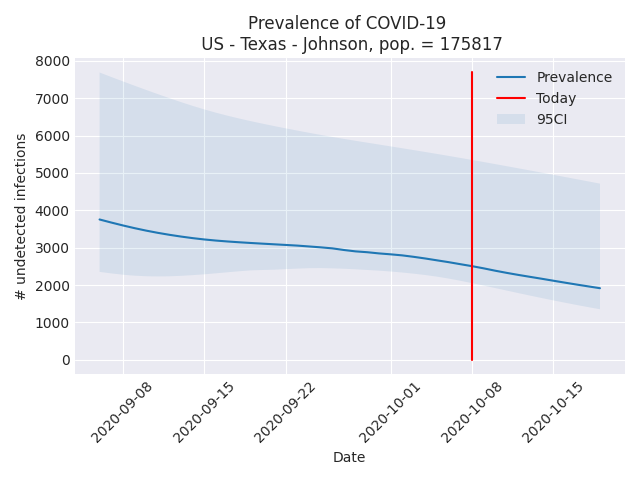 Prevalence of COVID-19
US - Texas - Johnson, pop. = 175817
8000
7000
6000
5000
4000
3000
2000
1000
0
# undetected infections
Prevalence
Today
95CI
2020-09-08
2020-09-15
2020-09-22
2020-10-01
2020-10-08
2020-10-15
Date